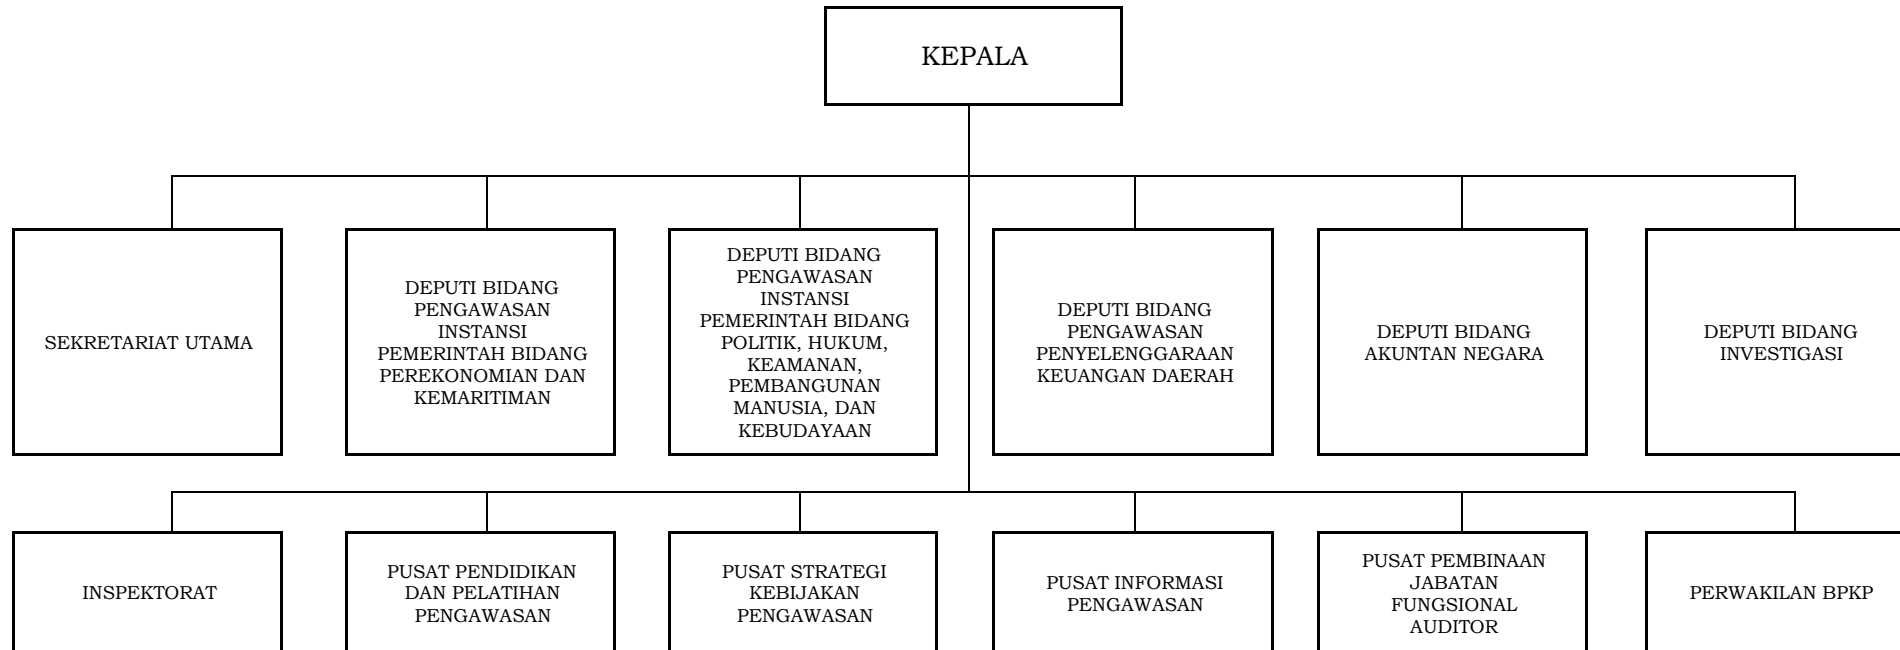 KEPALA
SEKRETARIAT UTAMA
DEPUTI BIDANG
PENGAWASAN
INSTANSI
PEMERINTAH BIDANG
PEREKONOMIAN DAN
KEMARITIMAN
DEPUTI BIDANG
PENGAWASAN
INSTANSI
PEMERINTAH BIDANG
POLITIK, HUKUM,
KEAMANAN,
PEMBANGUNAN
MANUSIA, DAN
KEBUDAYAAN
DEPUTI BIDANG
PENGAWASAN
PENYELENGGARAAN
KEUANGAN DAERAH
DEPUTI BIDANG
AKUNTAN NEGARA
DEPUTI BIDANG
INVESTIGASI
INSPEKTORAT
PUSAT PENDIDIKAN
DAN PELATIHAN
PENGAWASAN
PUSAT STRATEGI
KEBIJAKAN
PENGAWASAN
PUSAT INFORMASI
PENGAWASAN
PUSAT PEMBINAAN
JABATAN
FUNGSIONAL
AUDITOR
PERWAKILAN BPKP